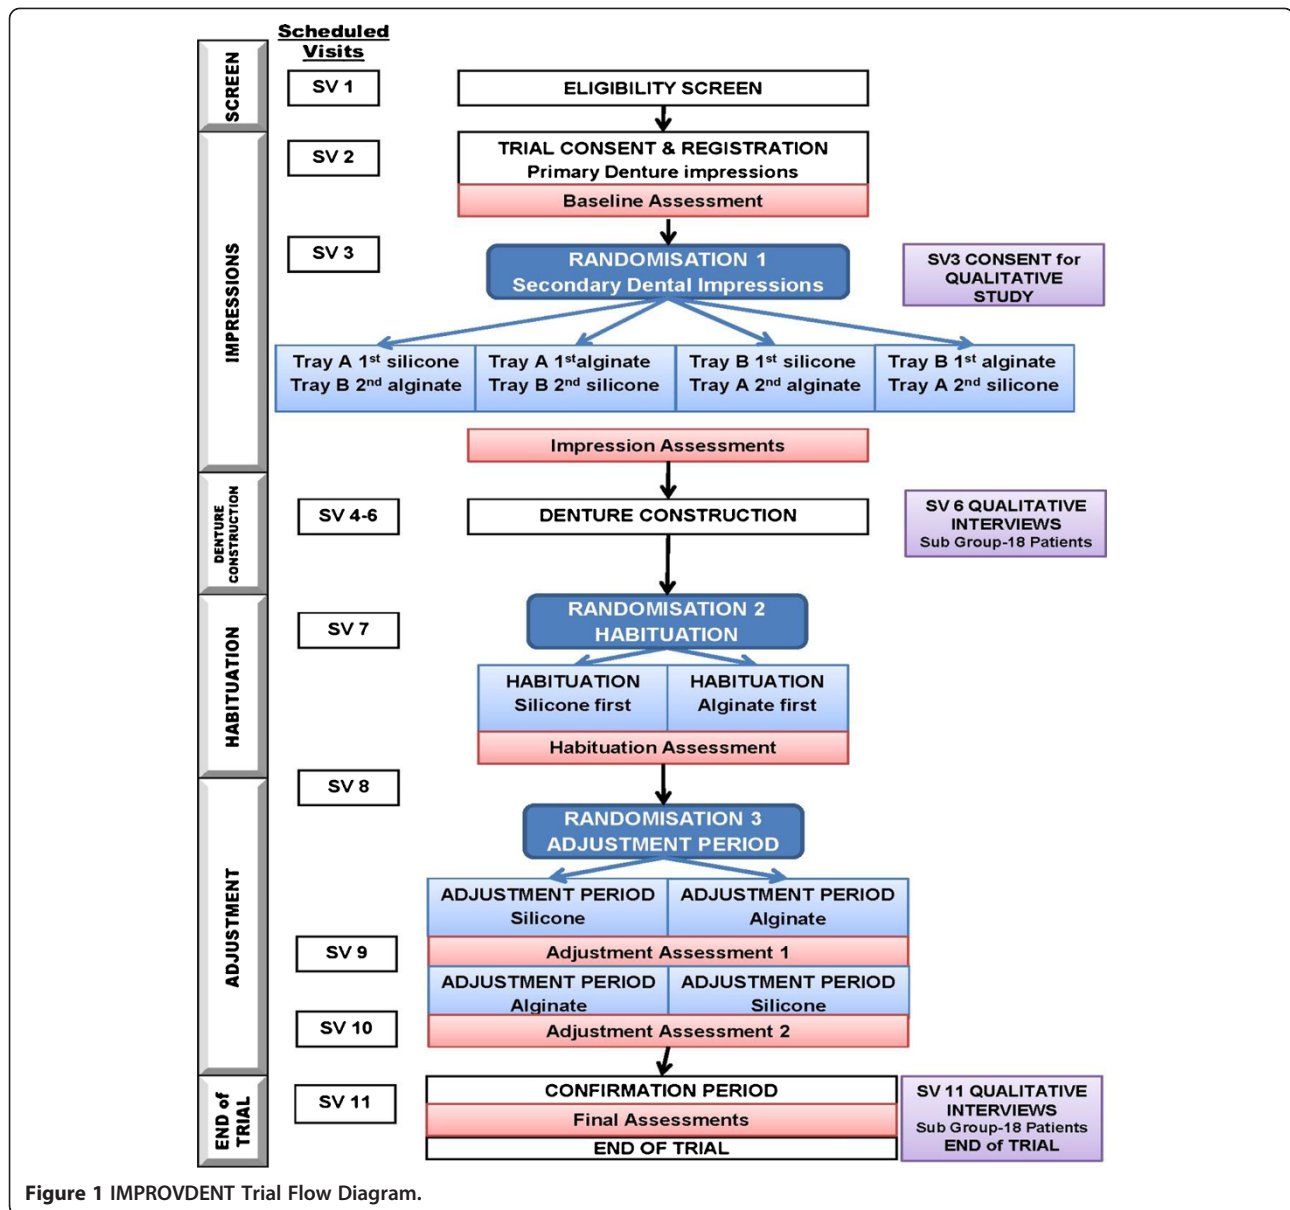 Scheduled
Visits
SCREEN
SV 1
ELIGIBILITY SCREEN
IMPRESSIONS
SV 2
TRIAL CONSENT & REGISTRATION
Primary Denture impressions
Baseline Assessment
SV 3
RANDOMISATION 1
Secondary Dental Impressions
SV3 CONSENT for
QUALITATIVE
STUDY
Tray A 1st silicone
Tray B 2nd alginate
Tray A 1stalginate
Tray B 2nd silicone
Tray B 1st silicone
Tray A 2nd alginate
Tray B 1st alginate
Tray A 2nd silicone
Impression Assessments
DENTURE
CONSTRUCTION
SV 4-6
DENTURE CONSTRUCTION
SV 6 QUALITATIVE
INTERVIEWS
Sub Group-18 Patients
HABITUATION
SV 7
RANDOMISATION 2
HABITUATION
HABITUATION
Silicone first
HABITUATION
Alginate first
Habituation Assessment
ADJUSTMENT
SV 8
RANDOMISATION 3
ADJUSTMENT PERIOD
ADJUSTMENT PERIOD
Silicone
ADJUSTMENT PERIOD
Alginate
SV 9
Adjustment Assessment 1
ADJUSTMENT PERIOD
Alginate
ADJUSTMENT PERIOD
Silicone
SV 10
Adjustment Assessment 2
END of
TRIAL
SV 11
CONFIRMATION PERIOD
Final Assessments
END OF TRIAL
SV 11 QUALITATIVE
INTERVIEWS
Sub Group-18 Patients
END of TRIAL
Figure 1 IMPROVDENT Trial Flow Diagram.